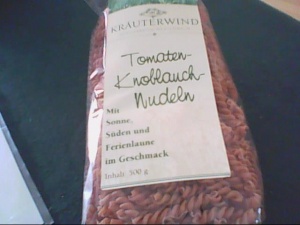 KRÄUTERWIND
Tomaten-
Knoblauch-
Nudeln
Mit
Sonne,
Süden und
Ferienlaune
im Geschmack
Inhalt: 500 g